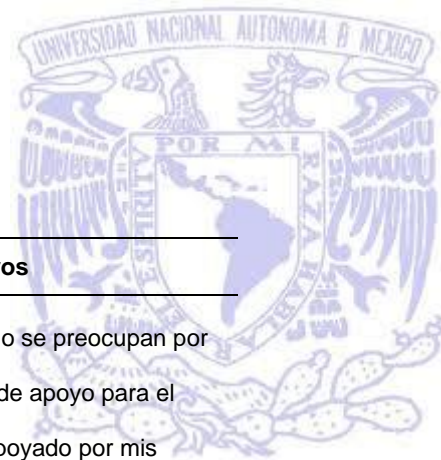 UNIVERSIDAD NACIONAL AUTONOMA
MEXICO
POR MI
RAZA HABLARA
EL ESPIRITU
os
o se preocupan por
de apoyo para el
poyado por mis